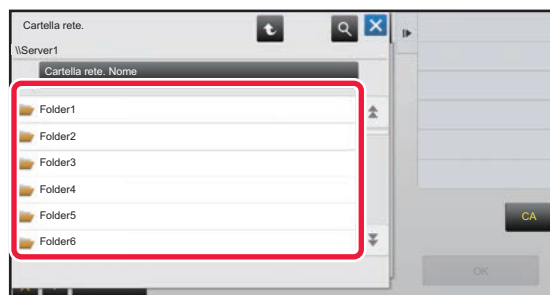 Cartella rete.
\\Server1
Cartella rete. Nome
Folder1
Folder2
Folder3
Folder4
Folder5
Folder6
CA
OK